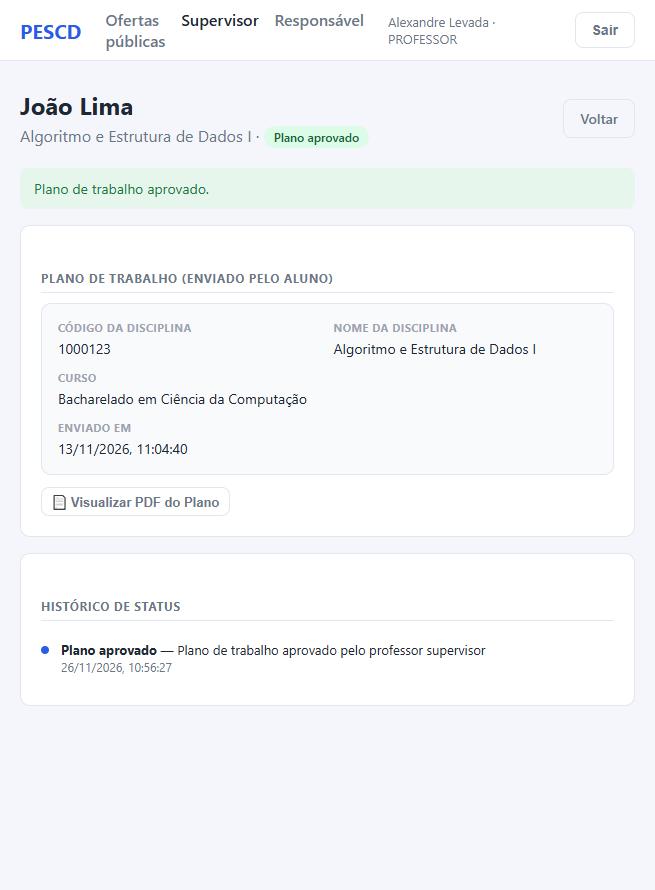 PESCD
Ofertas públicas
Supervisor
Responsável
Alexandre Levada ·
PROFESSOR
Sair
João Lima
Algoritmo e Estrutura de Dados I · Plano aprovado
Voltar
Plano de trabalho aprovado.
PLANO DE TRABALHO (ENVIADO PELO ALUNO)
CÓDIGO DA DISCIPLINA
1000123
NOME DA DISCIPLINA
Algoritmo e Estrutura de Dados I
CURSO
Bacharelado em Ciência da Computação
ENVIADO EM
13/11/2026, 11:04:40
Visualizar PDF do Plano
HISTÓRICO DE STATUS
Plano aprovado — Plano de trabalho aprovado pelo professor supervisor
26/11/2026, 10:56:27